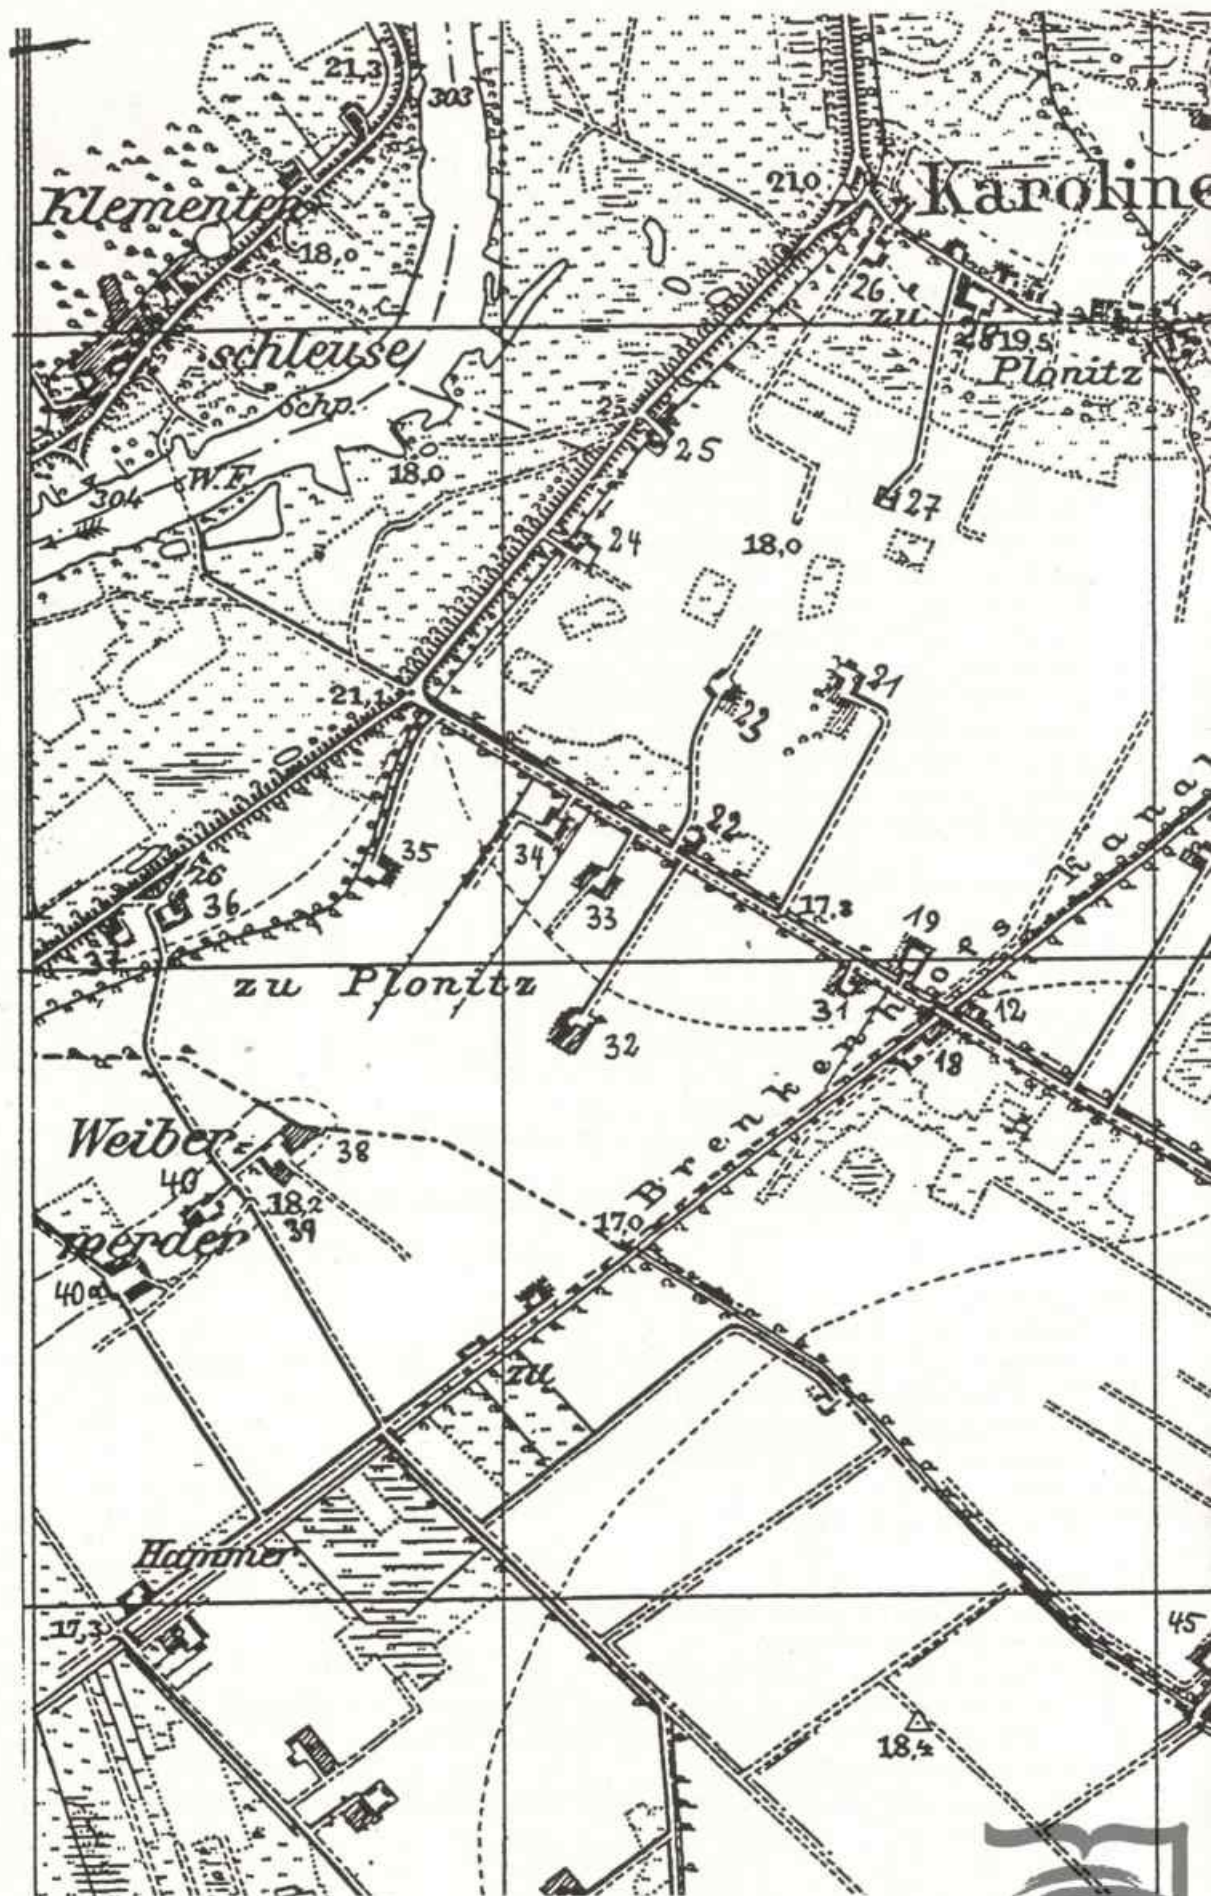 21,3
303
Klementen
18,0
21,0
Karoline
26
zu
28
19,5
Plonitz
schleuse
Schp.
25
18,0
W.F.
304
27
24
18,0
21,1
23
21
22
35
34
33
26
36
37
17,8
19
zu Plonitz
31
12
32
18
Brenkenhofs Kanal
Weiber
38
40
18,2
39
werder
40a
17,0
zu
Hammer
17,3
45
18,4